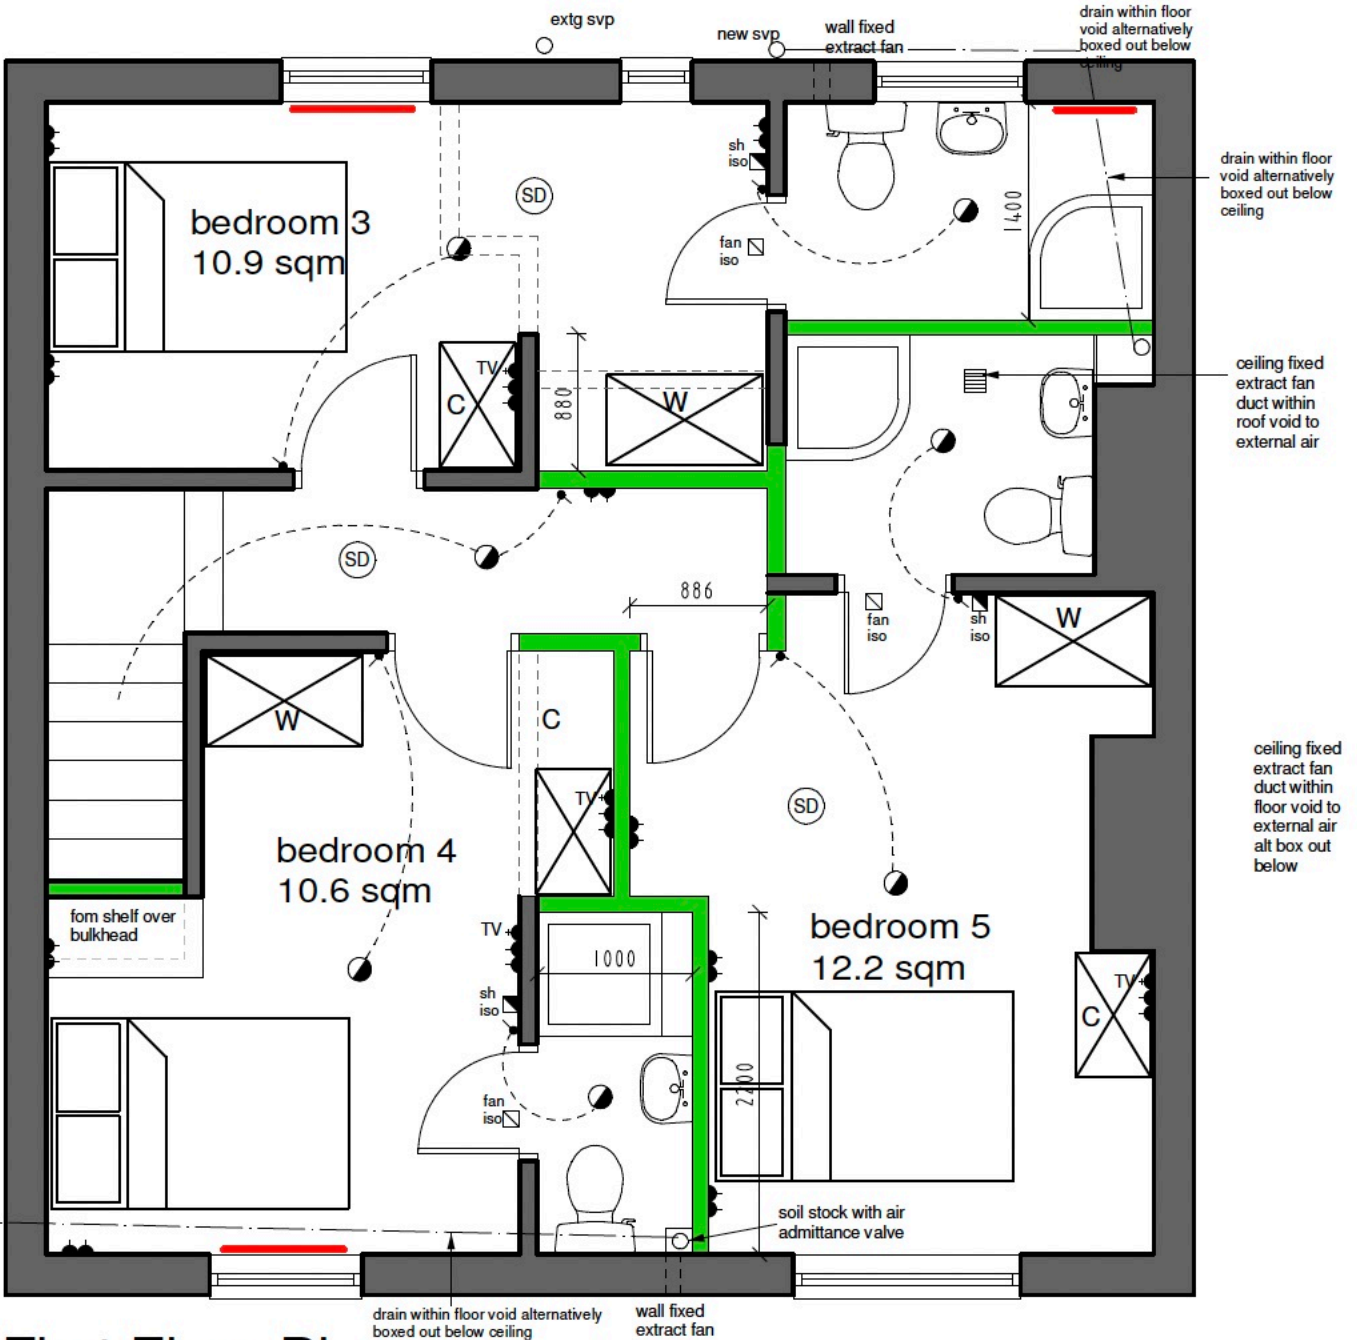 extg svp
new svp
wall fixed
extract fan
drain within floor
void alternatively
boxed out below
ceiling
sh
iso
SD
1400
drain within floor
void alternatively
boxed out below
ceiling
bedroom 3
10.9 sqm
fan
iso
TV
C
880
W
ceiling fixed
extract fan
duct within
roof void to
external air
SD
886
fan
iso
sh
iso
W
W
C
TV
SD
ceiling fixed
extract fan
duct within
floor void to
external air
alt box out
below
bedroom 4
10.6 sqm
fom shelf over
bulkhead
TV
1000
bedroom 5
12.2 sqm
sh
iso
TV
C
2200
fan
iso
soil stock with air
admittance valve
drain within floor void alternatively
boxed out below ceiling
wall fixed
extract fan